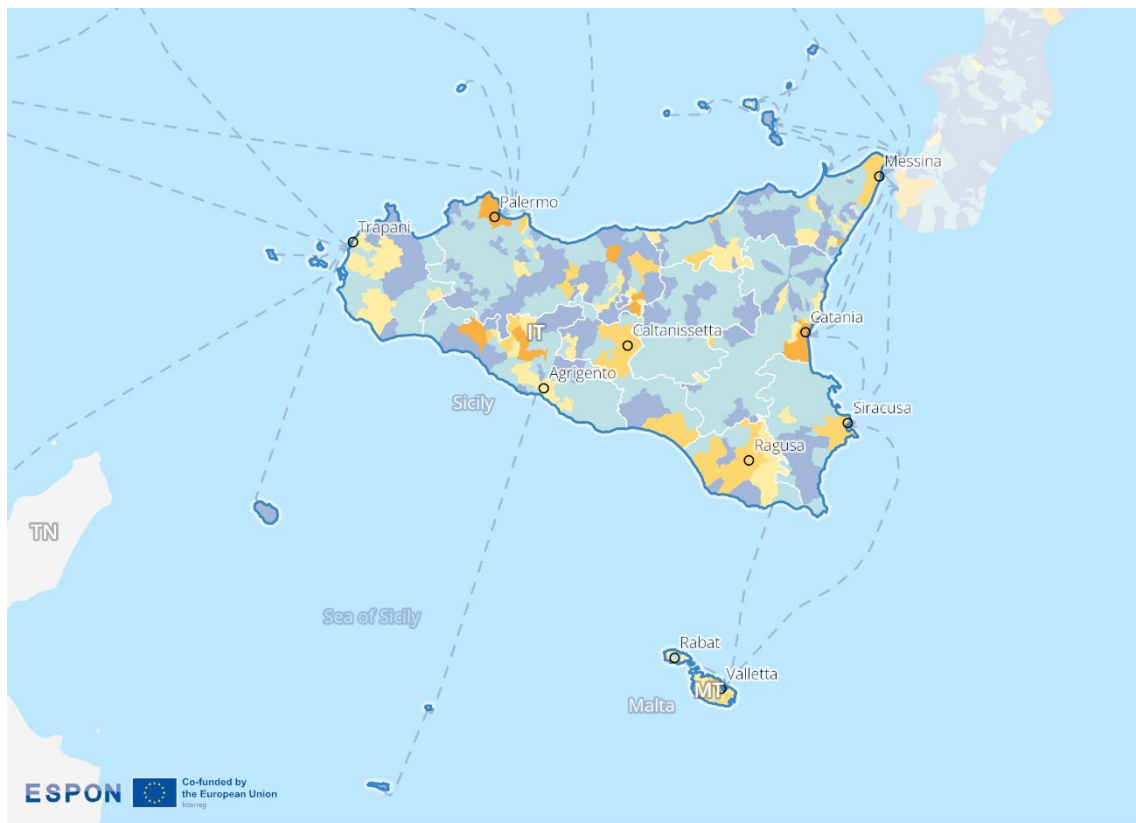 Messina
Palermo
Trapani
Catania
IT
Caltanissetta
Agrigento
Sicily
Siracusa
Ragusa
TN
Sea of Sicily
Rabat
Valletta
MT
Malta
ESPON
Co-funded by
the European Union
Interreg